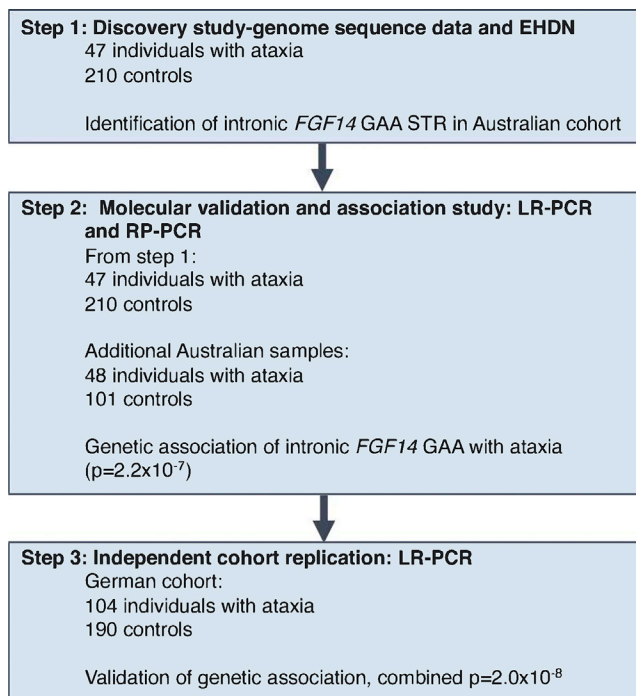 Step 1: Discovery study-genome sequence data and EHDN
47 individuals with ataxia
210 controls
Identification of intronic FGF14 GAA STR in Australian cohort
Step 2:  Molecular validation and association study: LR-PCR
and RP-PCR
From step 1:
47 individuals with ataxia
210 controls
Additional Australian samples:
48 individuals with ataxia
101 controls
Genetic association of intronic FGF14 GAA with ataxia
(p=2.2x10⁻⁷)
Step 3: Independent cohort replication: LR-PCR
German cohort:
104 individuals with ataxia
190 controls
Validation of genetic association, combined p=2.0x10⁻⁸